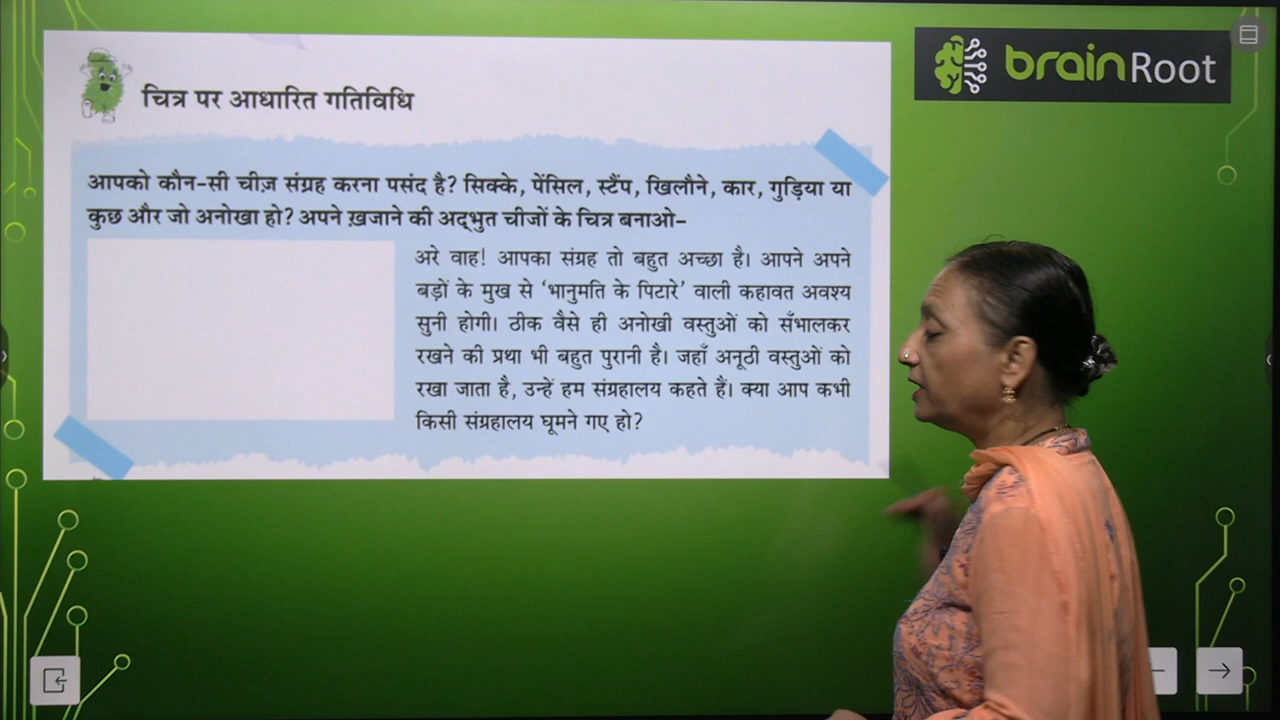 चित्र पर आधारित गतिविधि
brainRoot
आपको कौन-सी चीज़ संग्रह करना पसंद है? सिक्के, पेंसिल, स्टैंप, खिलौने, कार, गुड़िया या
कुछ और जो अनोखा हो? अपने ख़जाने की अद्भुत चीजों के चित्र बनाओ-
अरे वाह! आपका संग्रह तो बहुत अच्छा है। आपने अपने
बड़ों के मुख से ‘भानुमति के पिटारे’ वाली कहावत अवश्य
सुनी होगी। ठीक वैसे ही अनोखी वस्तुओं को सँभालकर
रखने की प्रथा भी बहुत पुरानी है। जहाँ अनूठी वस्तुओं को
रखा जाता है, उन्हें हम संग्रहालय कहते हैं। क्या आप कभी
किसी संग्रहालय घूमने गए हो?